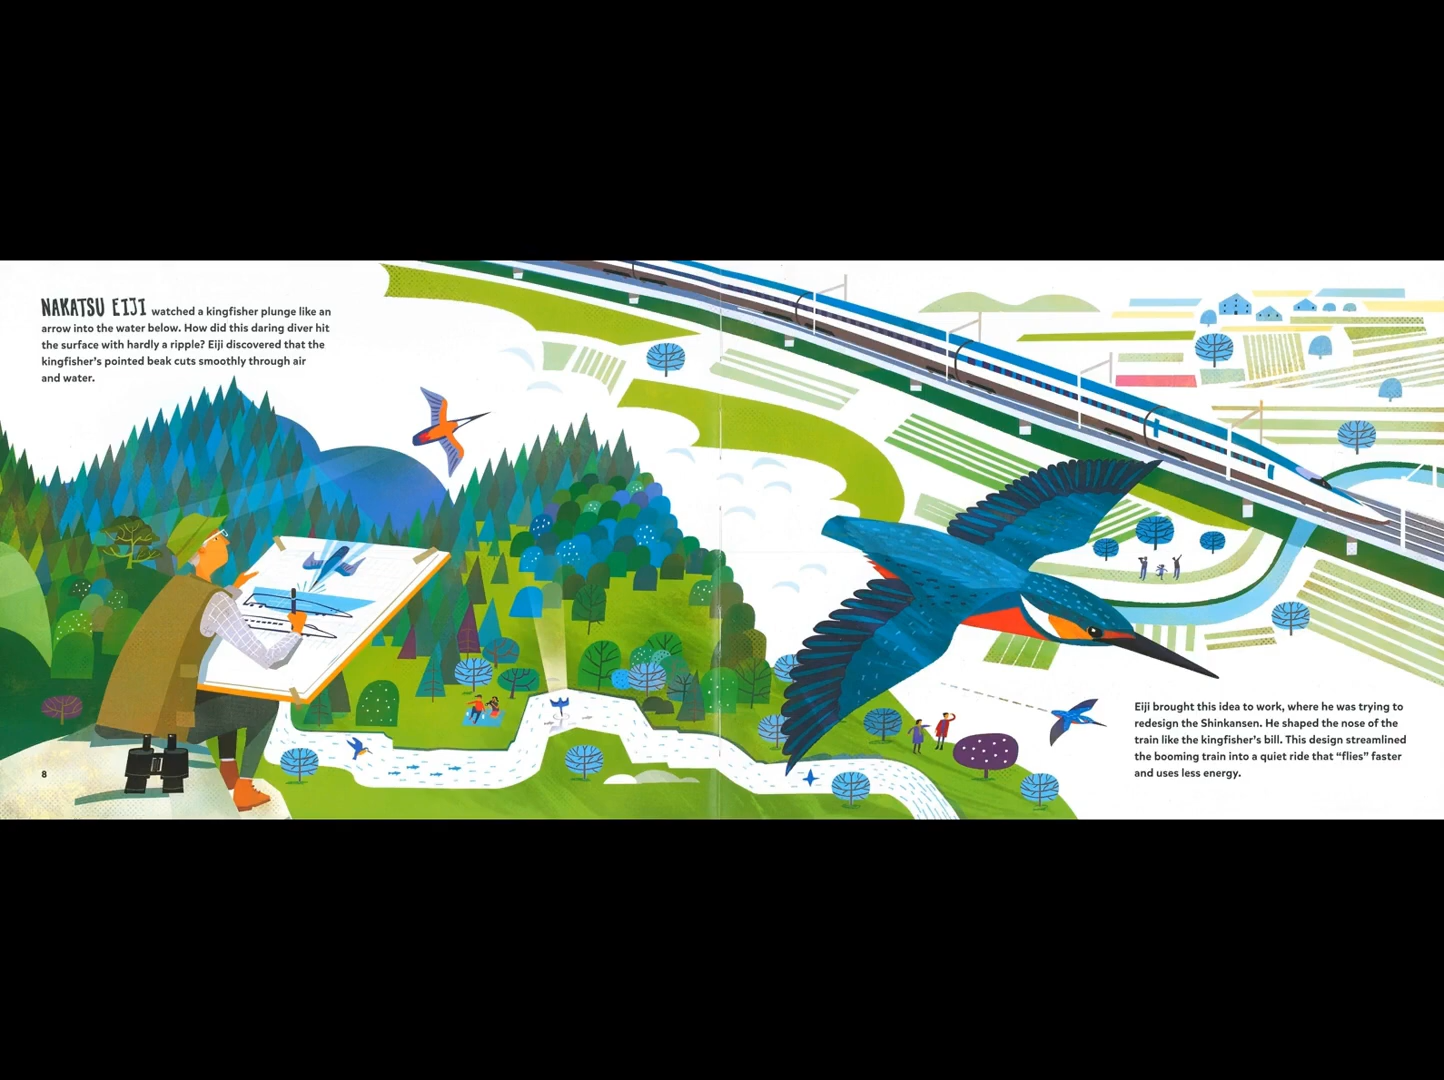 NAKATSU EIJI watched a kingfisher plunge like an
arrow into the water below. How did this daring diver hit
the surface with hardly a ripple? Eiji discovered that the
kingfisher's pointed beak cuts smoothly through air
and water.
Eiji brought this idea to work, where he was trying to
redesign the Shinkansen. He shaped the nose of the
train like the kingfisher's bill. This design streamlined
the booming train into a quiet ride that “flies” faster
and uses less energy.
8